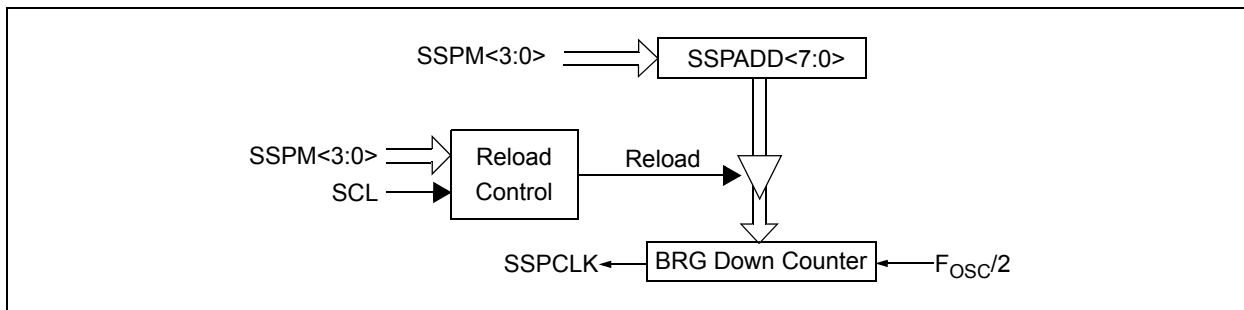 SSPM<3:0>
SSPADD<7:0>
SSPM<3:0>
SCL
Reload
Control
Reload
SSPCLK
BRG Down Counter
FOSC/2